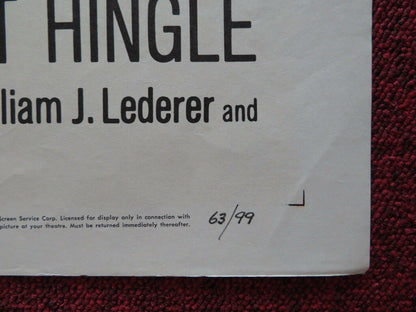 T HINGLE
lliam J. Lederer and
Screen Service Corp. Licensed for display only in connection with
picture at your theatre. Must be returned immediately thereafter.
63/99